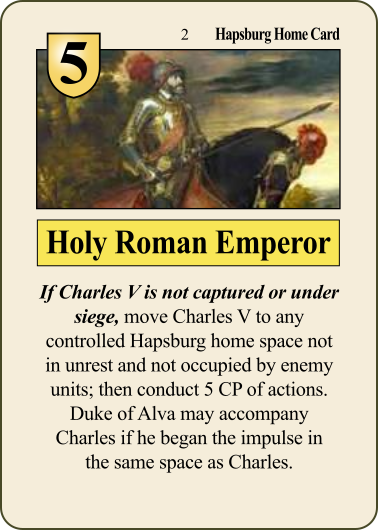 5
2 Hapsburg Home Card
Holy Roman Emperor
If Charles V is not captured or under
siege, move Charles V to any
controlled Hapsburg home space not
in unrest and not occupied by enemy
units; then conduct 5 CP of actions.
Duke of Alva may accompany
Charles if he began the impulse in
the same space as Charles.